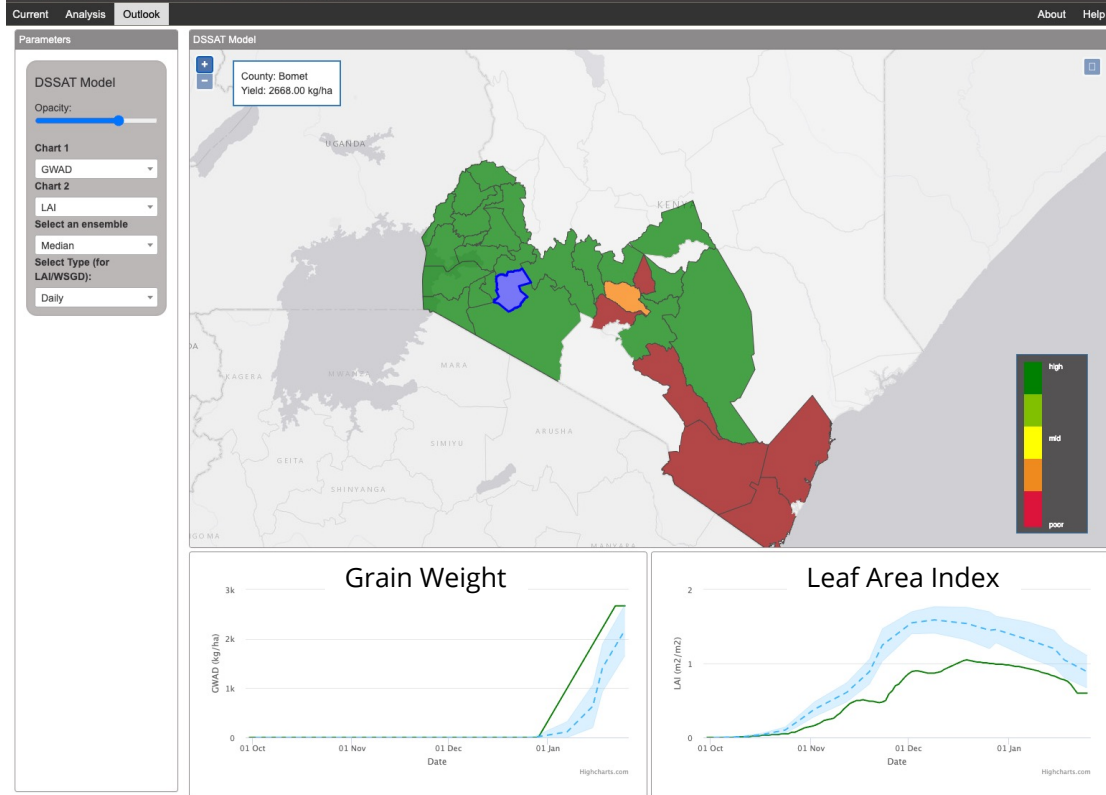 Current Analysis Outlook About Help
Parameters
DSSAT Model
Opacity:
Chart 1
GWAD
Chart 2
LAI
Select an ensemble
Median
Select Type (for
LAI/WSGD):
Daily
DSSAT Model
+
−
County: Bomet
Yield: 2668.00 kg/ha
UGANDA
KENYA
DA
KAGERA
MWANZA
MARA
ARUSHA
SIMIYU
GEITA
SHINYANGA
IGOMA
MANYARA
high
mid
poor
Grain Weight
3k
2k
1k
0
GWAD (kg/ha)
01 Oct 01 Nov 01 Dec 01 Jan
Date
Highcharts.com
Leaf Area Index
2
1
0
LAI (m2/m2)
01 Oct 01 Nov 01 Dec 01 Jan
Date
Highcharts.com